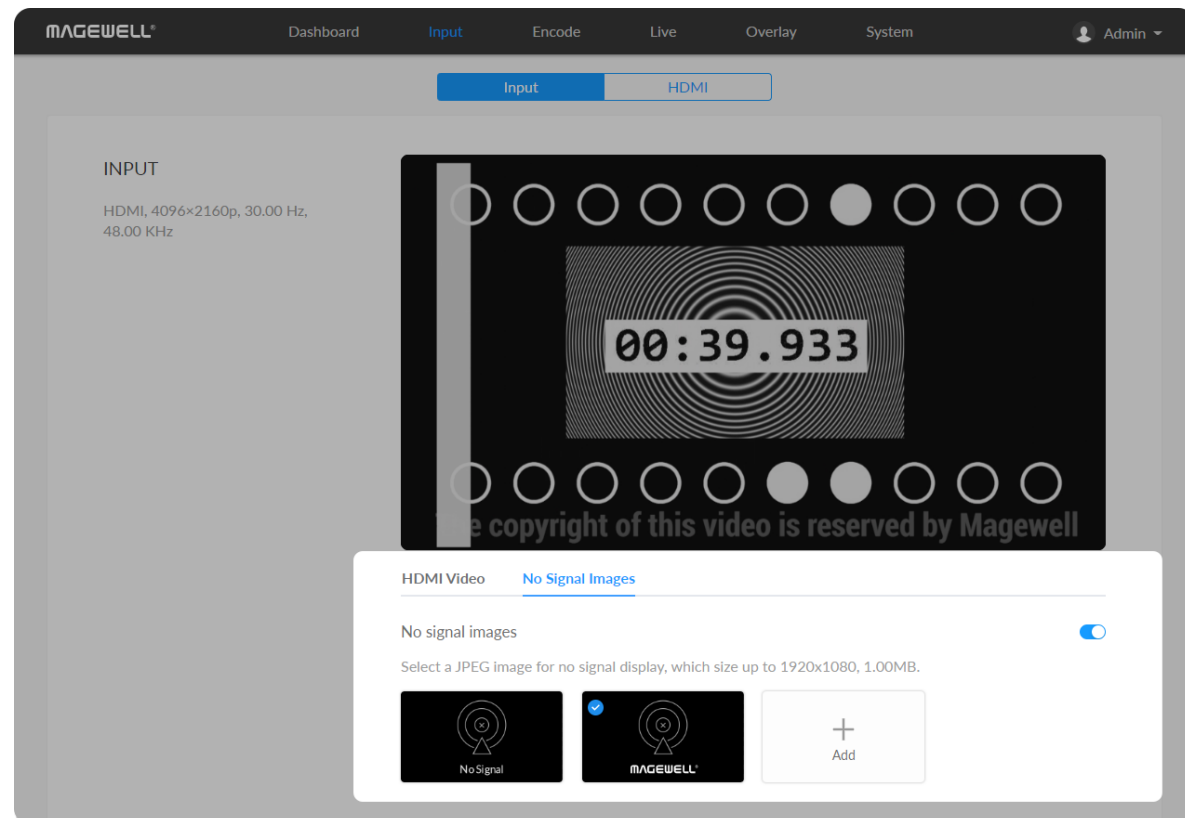 MAGEWELL®
Dashboard
Input
Encode
Live
Overlay
System
Admin
Input
HDMI
INPUT
HDMI, 4096×2160p, 30.00 Hz,
48.00 KHz
00:39.933
copyright of this video is reserved by Magewell
HDMI Video
No Signal Images
No signal images
Select a JPEG image for no signal display, which size up to 1920x1080, 1.00MB.
No Signal
MAGEWELL®
Add